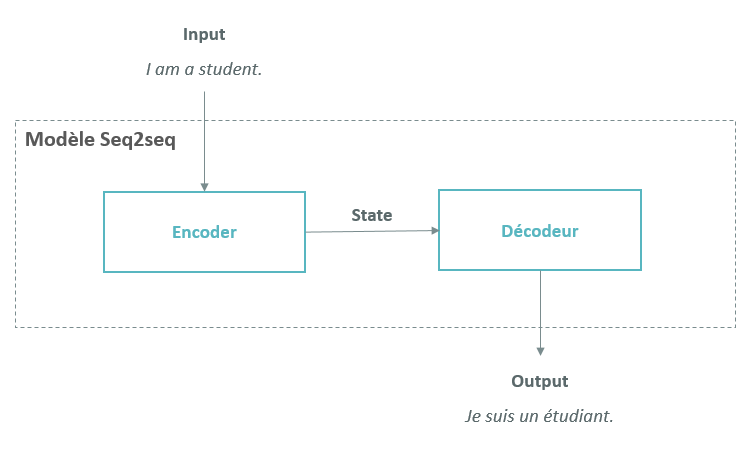 Input
I am a student.
Modèle Seq2seq
Encoder
State
Décodeur
Output
Je suis un étudiant.